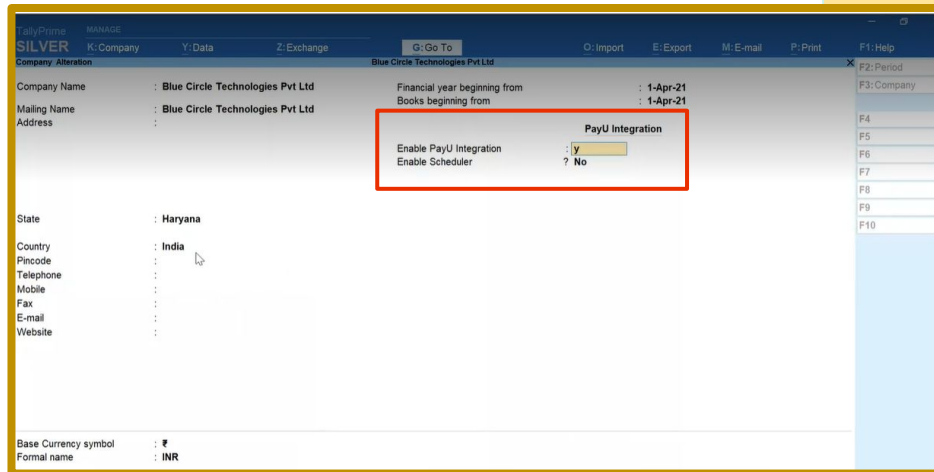 TallyPrime MANAGE
SILVER K: Company Y: Data Z: Exchange G: Go To O: Import E: Export M: E-mail P: Print F1: Help
Company Alteration Blue Circle Technologies Pvt Ltd X F2: Period
Company Name : Blue Circle Technologies Pvt Ltd Financial year beginning from : 1-Apr-21 F3: Company
Books beginning from : 1-Apr-21
Mailing Name : Blue Circle Technologies Pvt Ltd
Address : F4
PayU Integration
F5
Enable PayU Integration : y
F6
Enable Scheduler ? No
F7
F8
F9
State : Haryana
F10
Country : India
Pincode :
Telephone :
Mobile :
Fax :
E-mail :
Website :
Base Currency symbol : ₹
Formal name : INR